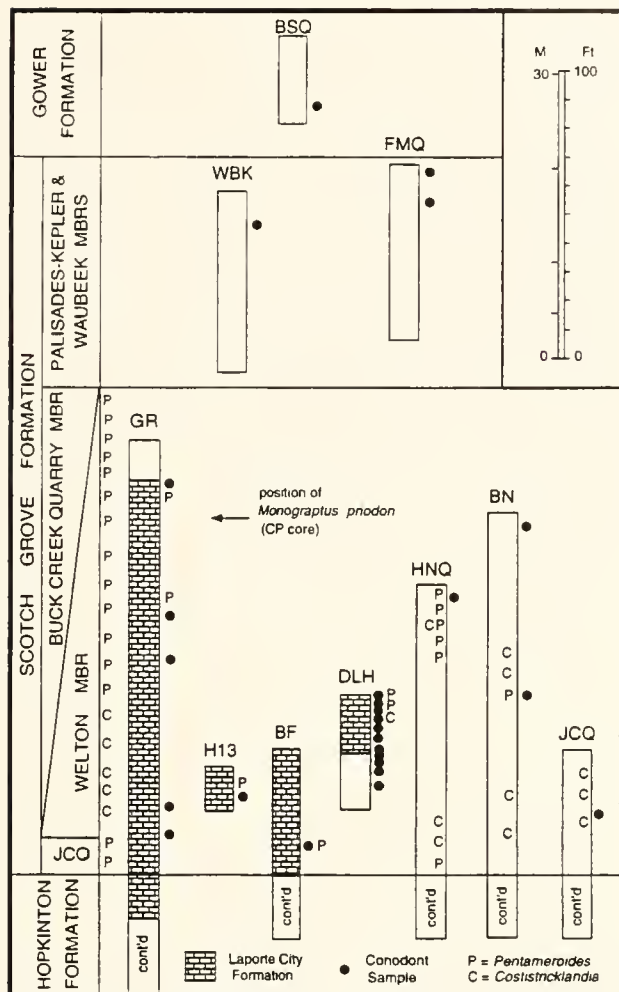 GOWER
FORMATION
BSQ
M Ft
30 100
0 0
SCOTCH GROVE FORMATION
PALISADES-KEPLER &
WAUBEEK MBRS
WBK
FMQ
BUCK CREEK QUARRY MBR
WELTON MBR
JCQ
P
P
P
P
P
P
P
P
P
P
P
P
C
C
C
C
C
P
P
GR
P
P
position of
Monograptus priodon
(CP core)
H13
P
BF
P
DLH
P
P
C
HNQ
P
P
CP
P
P
C
C
P
BN
C
C
P
C
C
JCQ
C
C
C
HOPKINTON
FORMATION
cont'd
cont'd
cont'd
cont'd
cont'd
Laporte City
Formation
Conodont
Sample
P = Pentameroides
C = Costistricklandia